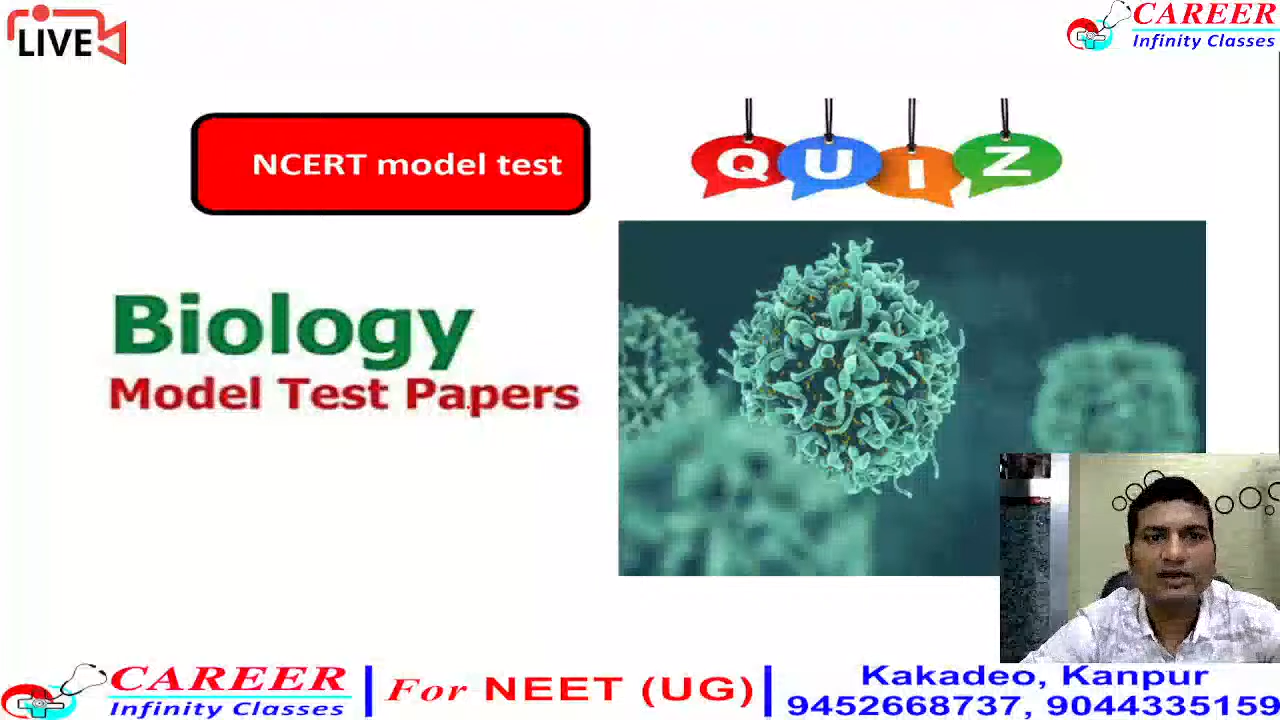 LIVE
CAREER
Infinity Classes
NCERT model test
QUIZ
Biology
Model Test Papers
CAREER
Infinity Classes
For NEET (UG)
Kakadeo, Kanpur
9452668737, 9044335159